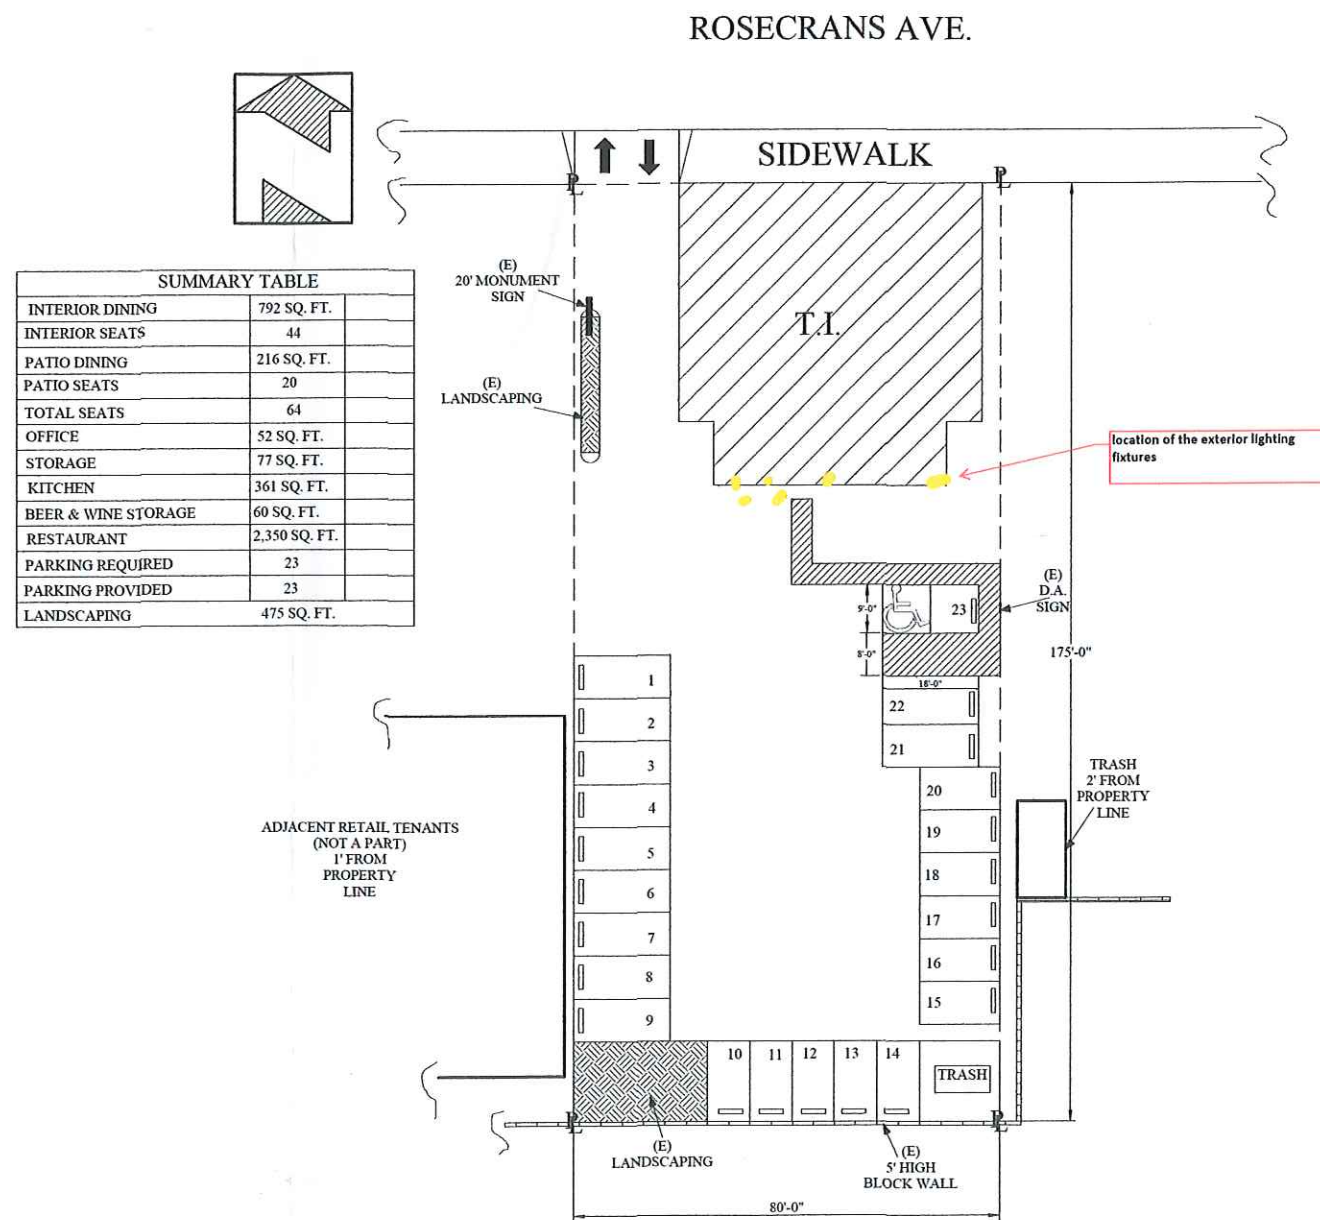 ROSECRANS AVE.
SIDEWALK
PL
PL
SUMMARY TABLE
INTERIOR DINING 792 SQ. FT.
INTERIOR SEATS 44
PATIO DINING 216 SQ. FT.
PATIO SEATS 20
TOTAL SEATS 64
OFFICE 52 SQ. FT.
STORAGE 77 SQ. FT.
KITCHEN 361 SQ. FT.
BEER & WINE STORAGE 60 SQ. FT.
RESTAURANT 2,350 SQ. FT.
PARKING REQUIRED 23
PARKING PROVIDED 23
LANDSCAPING 475 SQ. FT.
(E)
20' MONUMENT
SIGN
(E)
LANDSCAPING
T.I.
location of the exterior lighting
fixtures
(E)
D.A.
SIGN
9'-0"
23
8'-0"
18'-0"
175'-0"
1
2
3
4
5
6
7
8
9
22
21
20
19
18
17
16
15
TRASH
2' FROM
PROPERTY
LINE
ADJACENT RETAIL TENANTS
(NOT A PART)
1' FROM
PROPERTY
LINE
10
11
12
13
14
TRASH
PL
PL
(E)
LANDSCAPING
(E)
5' HIGH
BLOCK WALL
80'-0"